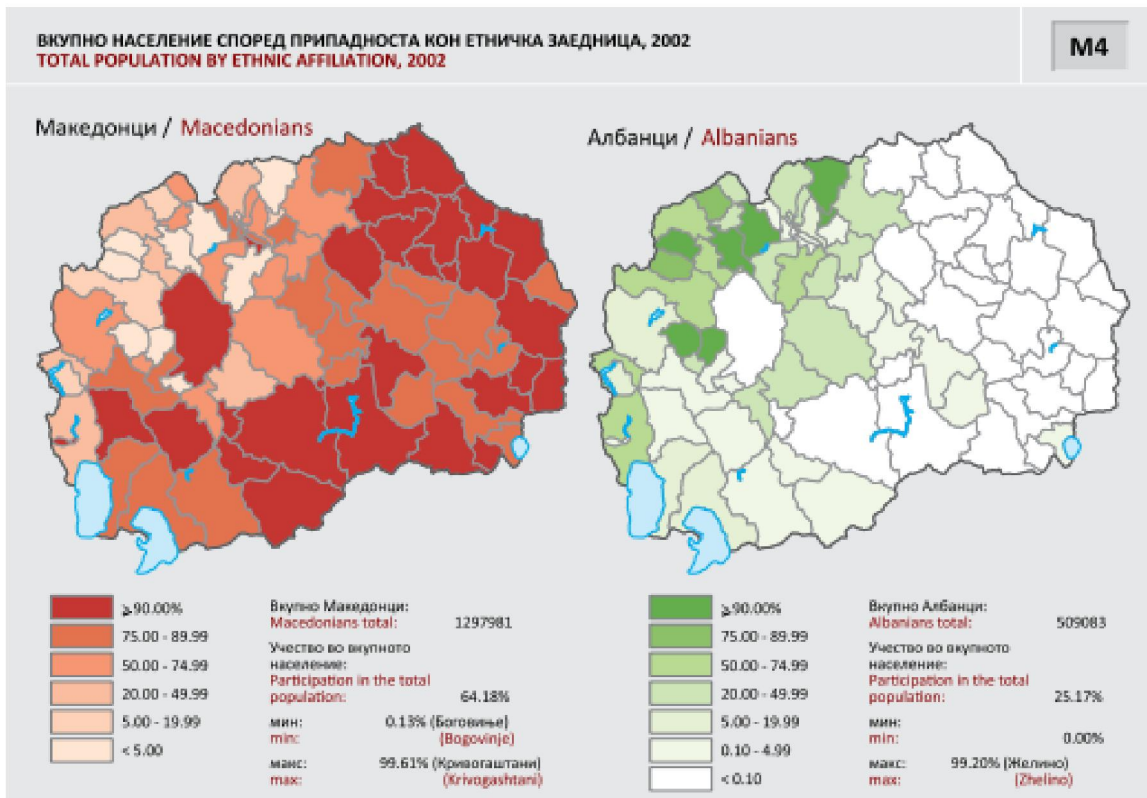 ВКУПНО НАСЕЛЕНИЕ СПОРЕД ПРИПАДНОСТА КОН ЕТНИЧКА ЗАЕДНИЦА, 2002
TOTAL POPULATION BY ETHNIC AFFILIATION, 2002
M4
Македонци / Macedonians
Албанци / Albanians
⩾90.00%
75.00 - 89.99
50.00 - 74.99
20.00 - 49.99
5.00 - 19.99
< 5.00
Вкупно Македонци:
Macedonians total: 1297981
Учество во вкупното
население:
Participation in the total
population: 64.18%
мин: 0.13% (Боговиње)
min: (Bogovinje)
макс: 99.61% (Кривогаштани)
max: (Krivogashtani)
⩾90.00%
75.00 - 89.99
50.00 - 74.99
20.00 - 49.99
5.00 - 19.99
0.10 - 4.99
< 0.10
Вкупно Албанци:
Albanians total: 509083
Учество во вкупното
население:
Participation in the total
population: 25.17%
мин:
min: 0.00%
макс: 99.20% (Желино)
max: (Zhelino)